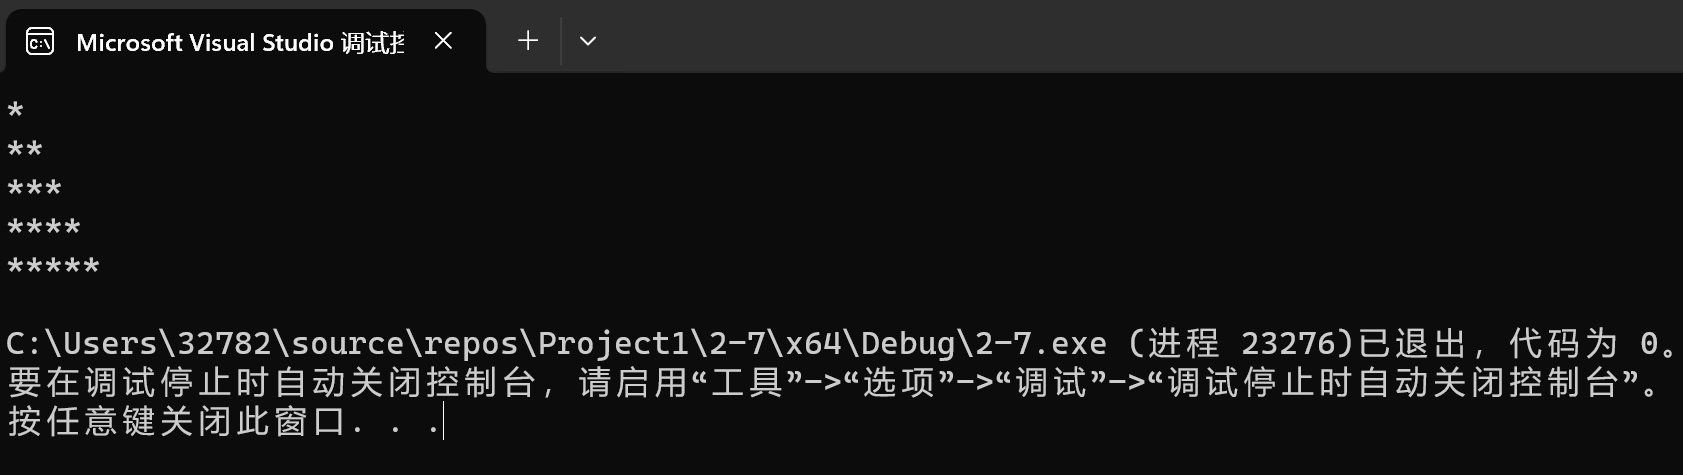 Microsoft Visual Studio 调试控
*
**
***
****
*****
C:\Users\32782\source\repos\Project1\2-7\x64\Debug\2-7.exe (进程 23276)已退出，代码为 0。
要在调试停止时自动关闭控制台，请启用“工具”->“选项”->“调试”->“调试停止时自动关闭控制台”。
按任意键关闭此窗口. . .